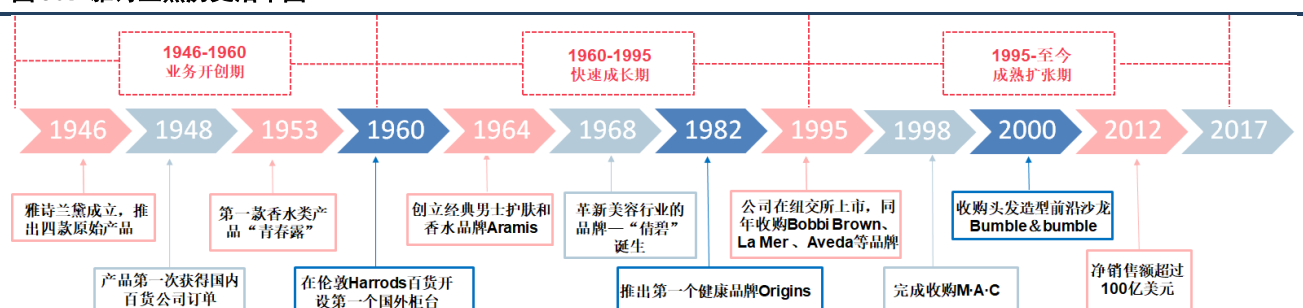 1946-1960
业务开创期
1960-1995
快速成长期
1995-至今
成熟扩张期
1946
1948
1953
1960
1964
1968
1982
1995
1998
2000
2012
2017
雅诗兰黛成立，推
出四款原始产品
第一款香水类产
品“青春露”
创立经典男士护肤和
香水品牌Aramis
革新美容行业的
品牌—“倩碧”
诞生
公司在纽交所上市，同
年收购Bobbi Brown、
La Mer 、Aveda等品牌
收购头发造型前沿沙龙
Bumble＆bumble
产品第一次获得国内
百货公司订单
在伦敦Harrods百货开
设第一个国外柜台
推出第一个健康品牌Origins
完成收购M·A·C
净销售额超过
100亿美元